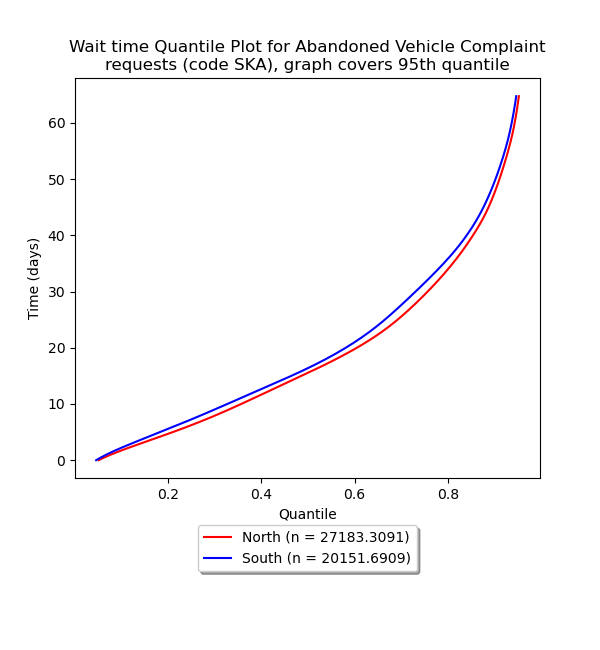 Wait time Quantile Plot for Abandoned Vehicle Complaint
requests (code SKA), graph covers 95th quantile
Time (days)
60
50
40
30
20
10
0
0.2 0.4 0.6 0.8
Quantile
North (n = 27183.3091)
South (n = 20151.6909)